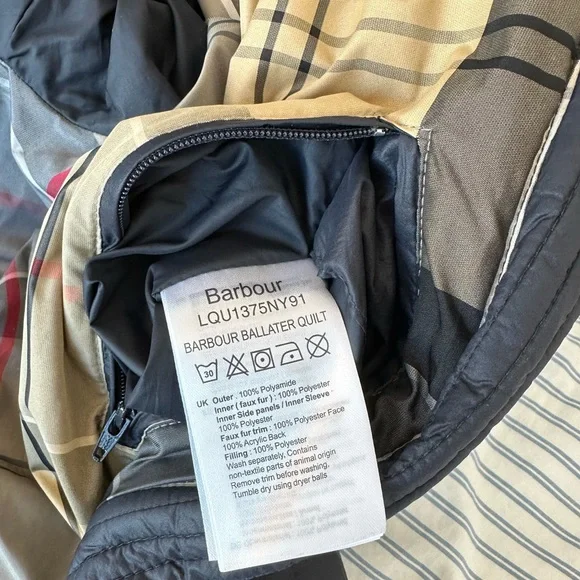 Barbour
LQU1375NY91
BARBOUR BALLATER QUILT
30
UK Outer : 100% Polyamide
Inner ( faux fur ) : 100% Polyester
Inner Side panels / Inner Sleeve :
100% Polyester
Faux fur trim : 100% Polyester Face
100% Acrylic Back
Filling : 100% Polyester
Wash separately. Contains
non-textile parts of animal origin
Remove trim before washing.
Tumble dry using dryer balls